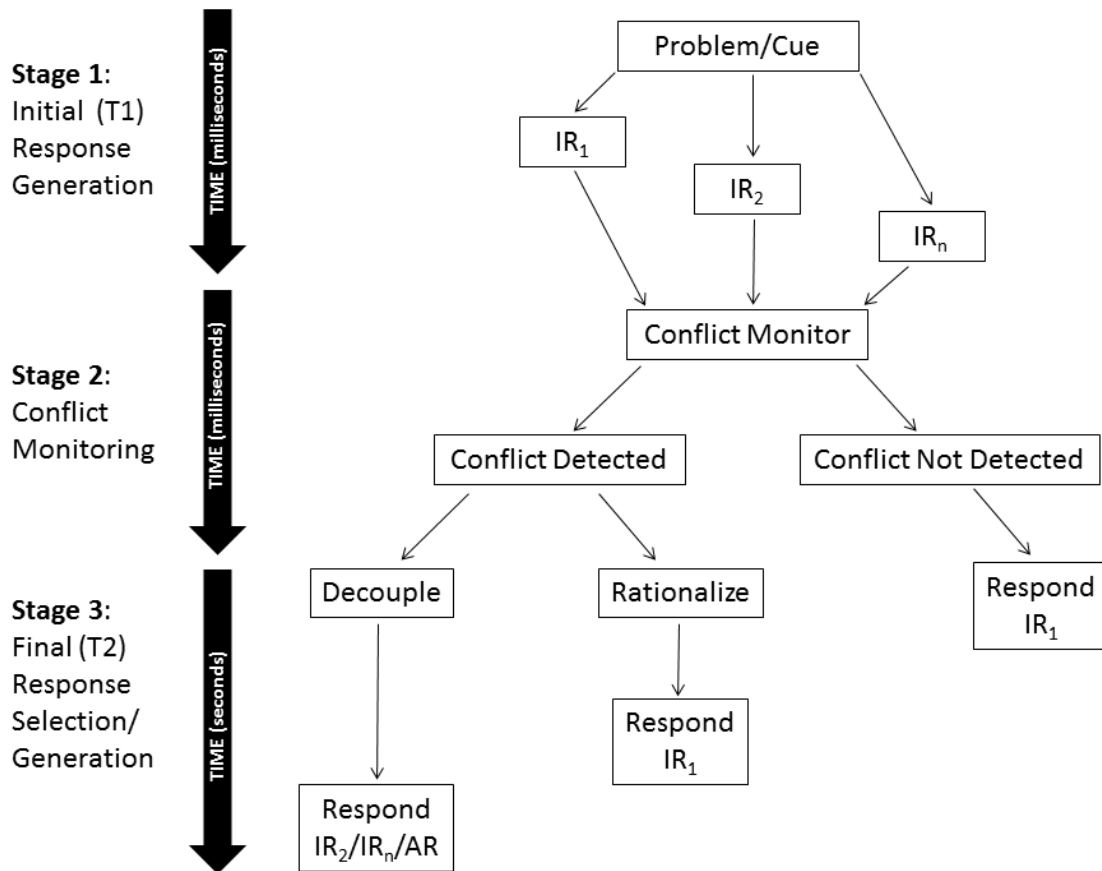 Stage 1:
Initial (T1)
Response
Generation
TIME (milliseconds)
Problem/Cue
IR₁
IR₂
IRₙ
Stage 2:
Conflict
Monitoring
TIME (milliseconds)
Conflict Monitor
Conflict Detected
Conflict Not Detected
Stage 3:
Final (T2)
Response
Selection/
Generation
TIME (seconds)
Decouple
Rationalize
Respond
IR₁
Respond
IR₁
Respond
IR₂/IRₙ/AR